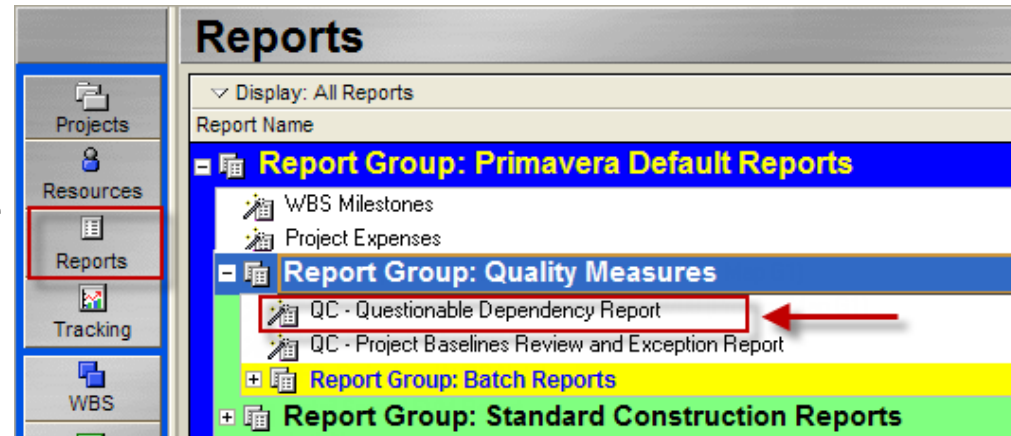 Reports
Display: All Reports
Report Name
Projects
Resources
Reports
Tracking
WBS
Report Group: Primavera Default Reports
WBS Milestones
Project Expenses
Report Group: Quality Measures
QC - Questionable Dependency Report
QC - Project Baselines Review and Exception Report
Report Group: Batch Reports
Report Group: Standard Construction Reports